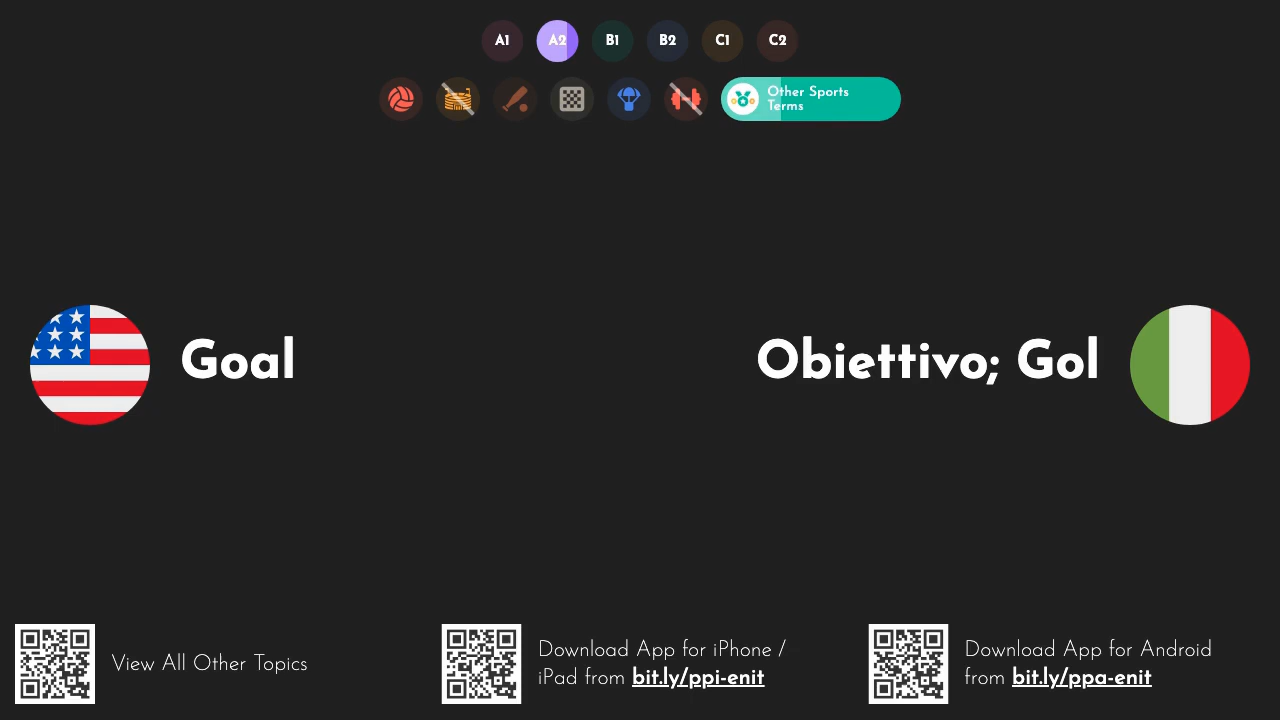 A1 A2 B1 B2 C1 C2
Other Sports
Terms
Goal
Obiettivo; Gol
View All Other Topics
Download App for iPhone /
iPad from bit.ly/ppi-enit
Download App for Android
from bit.ly/ppa-enit